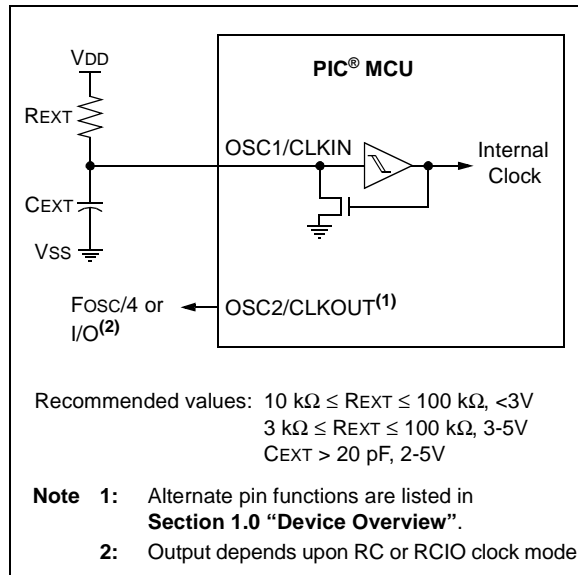 VDD
PIC® MCU
REXT
OSC1/CLKIN
Internal
Clock
CEXT
VSS
FOSC/4 or
I/O(2)
OSC2/CLKOUT(1)
Recommended values: 10 kΩ ≤ REXT ≤ 100 kΩ, <3V
3 kΩ ≤ REXT ≤ 100 kΩ, 3-5V
CEXT > 20 pF, 2-5V
Note 1: Alternate pin functions are listed in
Section 1.0 “Device Overview”.
2: Output depends upon RC or RCIO clock mode